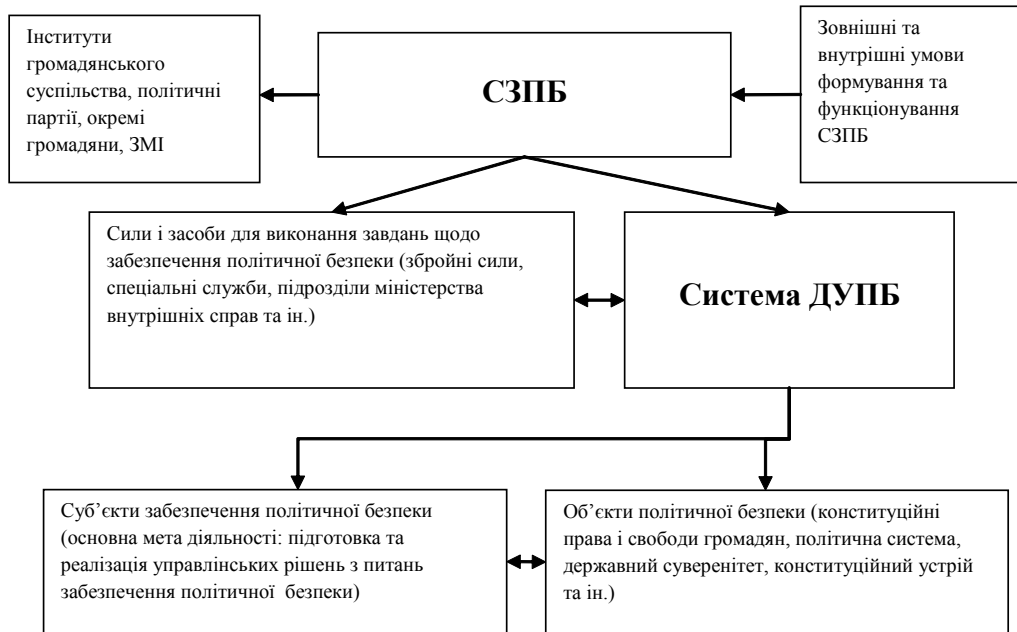 Інститути
громадянського
суспільства, політичні
партії, окремі
громадяни, ЗМІ
СЗПБ
Зовнішні та
внутрішні умови
формування та
функціонування
СЗПБ
Сили і засоби для виконання завдань щодо
забезпечення політичної безпеки (збройні сили,
спеціальні служби, підрозділи міністерства
внутрішніх справ та ін.)
Система ДУПБ
Суб’єкти забезпечення політичної безпеки
(основна мета діяльності: підготовка та
реалізація управлінських рішень з питань
забезпечення політичної безпеки)
Об’єкти політичної безпеки (конституційні
права і свободи громадян, політична система,
державний суверенітет, конституційний устрій
та ін.)